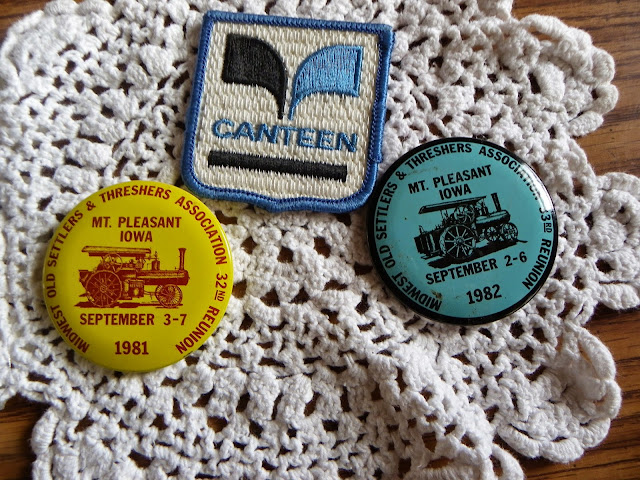 CANTEEN
MIDWEST OLD SETTLERS & THRESHERS ASSOCIATION 32ND REUNION
MT. PLEASANT
IOWA
SEPTEMBER 3-7
1981
MIDWEST OLD SETTLERS & THRESHERS ASSOCIATION 33RD REUNION
MT. PLEASANT
IOWA
SEPTEMBER 2-6
1982